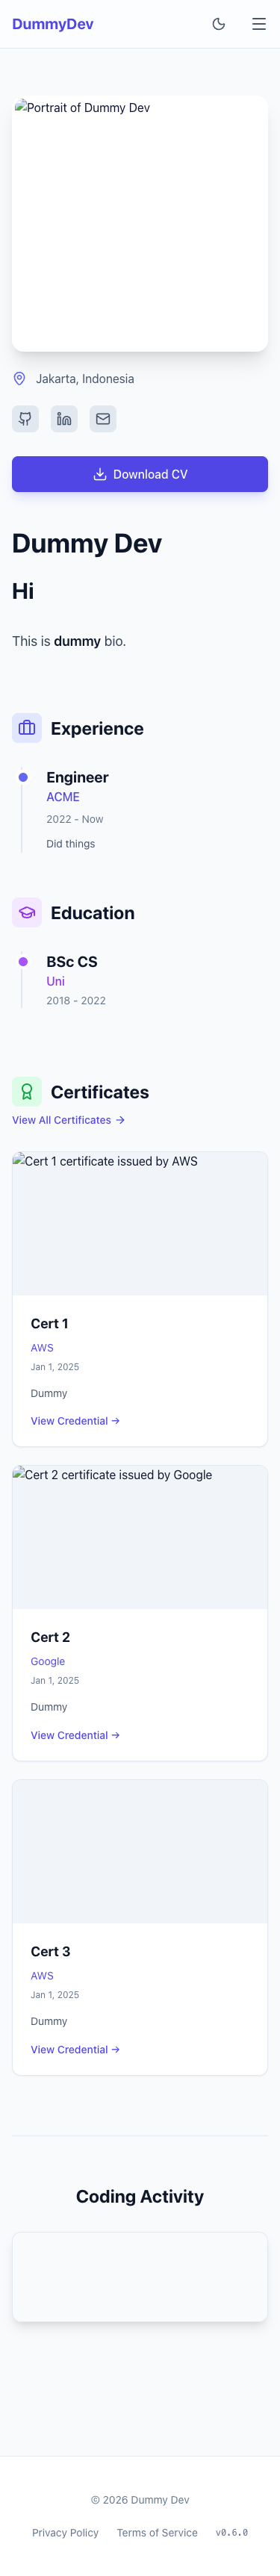 DummyDev
Portrait of Dummy Dev
Jakarta, Indonesia
Download CV
Dummy Dev
Hi
This is dummy bio.
Experience
Engineer
ACME
2022 - Now
Did things
Education
BSc CS
Uni
2018 - 2022
Certificates
View All Certificates →
Cert 1 certificate issued by AWS
Cert 1
AWS
Jan 1, 2025
Dummy
View Credential →
Cert 2 certificate issued by Google
Cert 2
Google
Jan 1, 2025
Dummy
View Credential →
Cert 3
AWS
Jan 1, 2025
Dummy
View Credential →
Coding Activity
© 2026 Dummy Dev
Privacy Policy Terms of Service v0.6.0